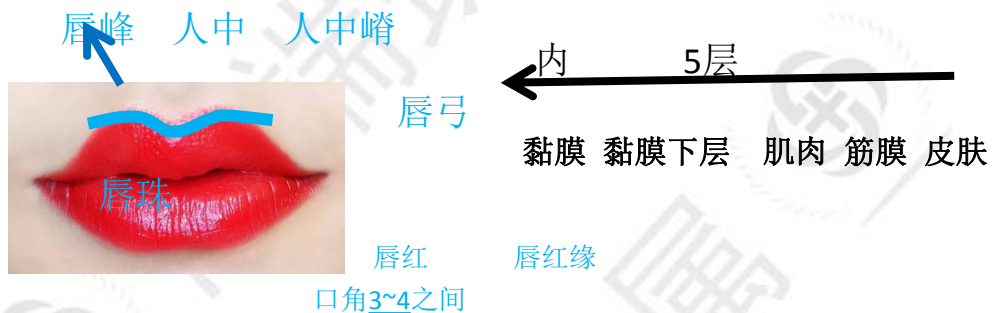 唇峰 人中 人中嵴
内 5层
唇弓
黏膜 黏膜下层 肌肉 筋膜 皮肤
唇珠
唇红 唇红缘
口角3~4之间